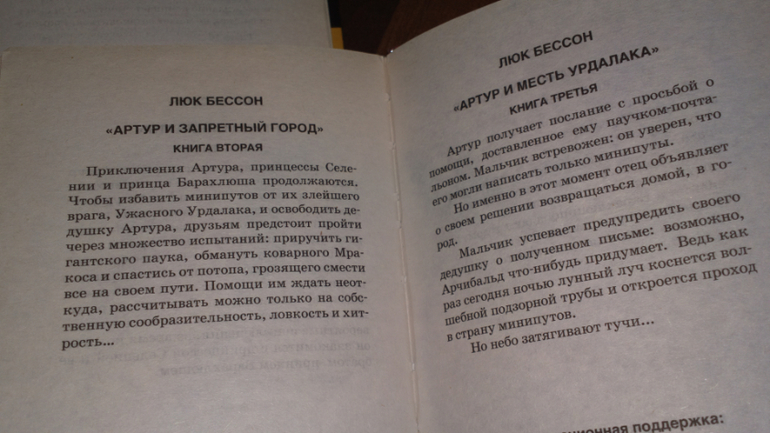 ЛЮК БЕССОН
«АРТУР И ЗАПРЕТНЫЙ ГОРОД»
КНИГА ВТОРАЯ
Приключения Артура, принцессы Селе-
нии и принца Барахлюша продолжаются.
Чтобы избавить минипутов от их злейшего
врага, Ужасного Урдалака, и освободить де-
душку Артура, друзьям предстоит пройти
через множество испытаний: приручить ги-
гантского паука, обмануть коварного Мра-
коса и спастись от потопа, грозящего смести
все на своем пути. Помощи им ждать неот-
куда, рассчитывать можно только на собс-
твенную сообразительность, ловкость и хит-
рость...
ЛЮК БЕССОН
«АРТУР И МЕСТЬ УРДАЛАКА»
КНИГА ТРЕТЬЯ
Артур получает послание с просьбой о
помощи, доставленное ему паучком-почта-
льоном. Мальчик встревожен: он уверен, что
его могли написать только минипуты.
Но именно в этот момент отец объявляет
о своем решении возвращаться домой, в го-
род.
Мальчик успевает предупредить своего
дедушку о полученном письме: возможно,
Арчибальд что-нибудь придумает. Ведь как
раз сегодня ночью лунный луч коснется вол-
шебной подзорной трубы и откроется проход
в страну минипутов.
Но небо затягивают тучи...
поддержка: